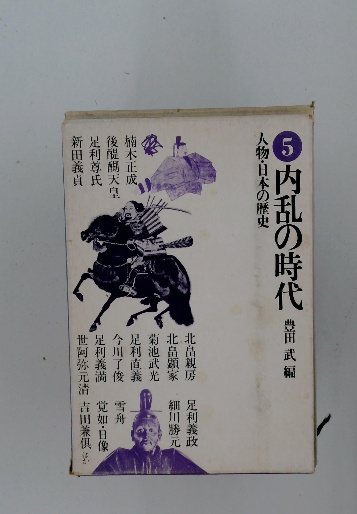 5
内乱の時代
豊田 武 編
人物・日本の歴史
楠木正成
後醍醐天皇
足利尊氏
新田義貞
北畠親房
北畠顕家
菊池武光
足利直義
今川了俊
足利義満
世阿弥元清
足利義政
細川勝元
雪舟
覚如・日像
吉田兼倶 ほか